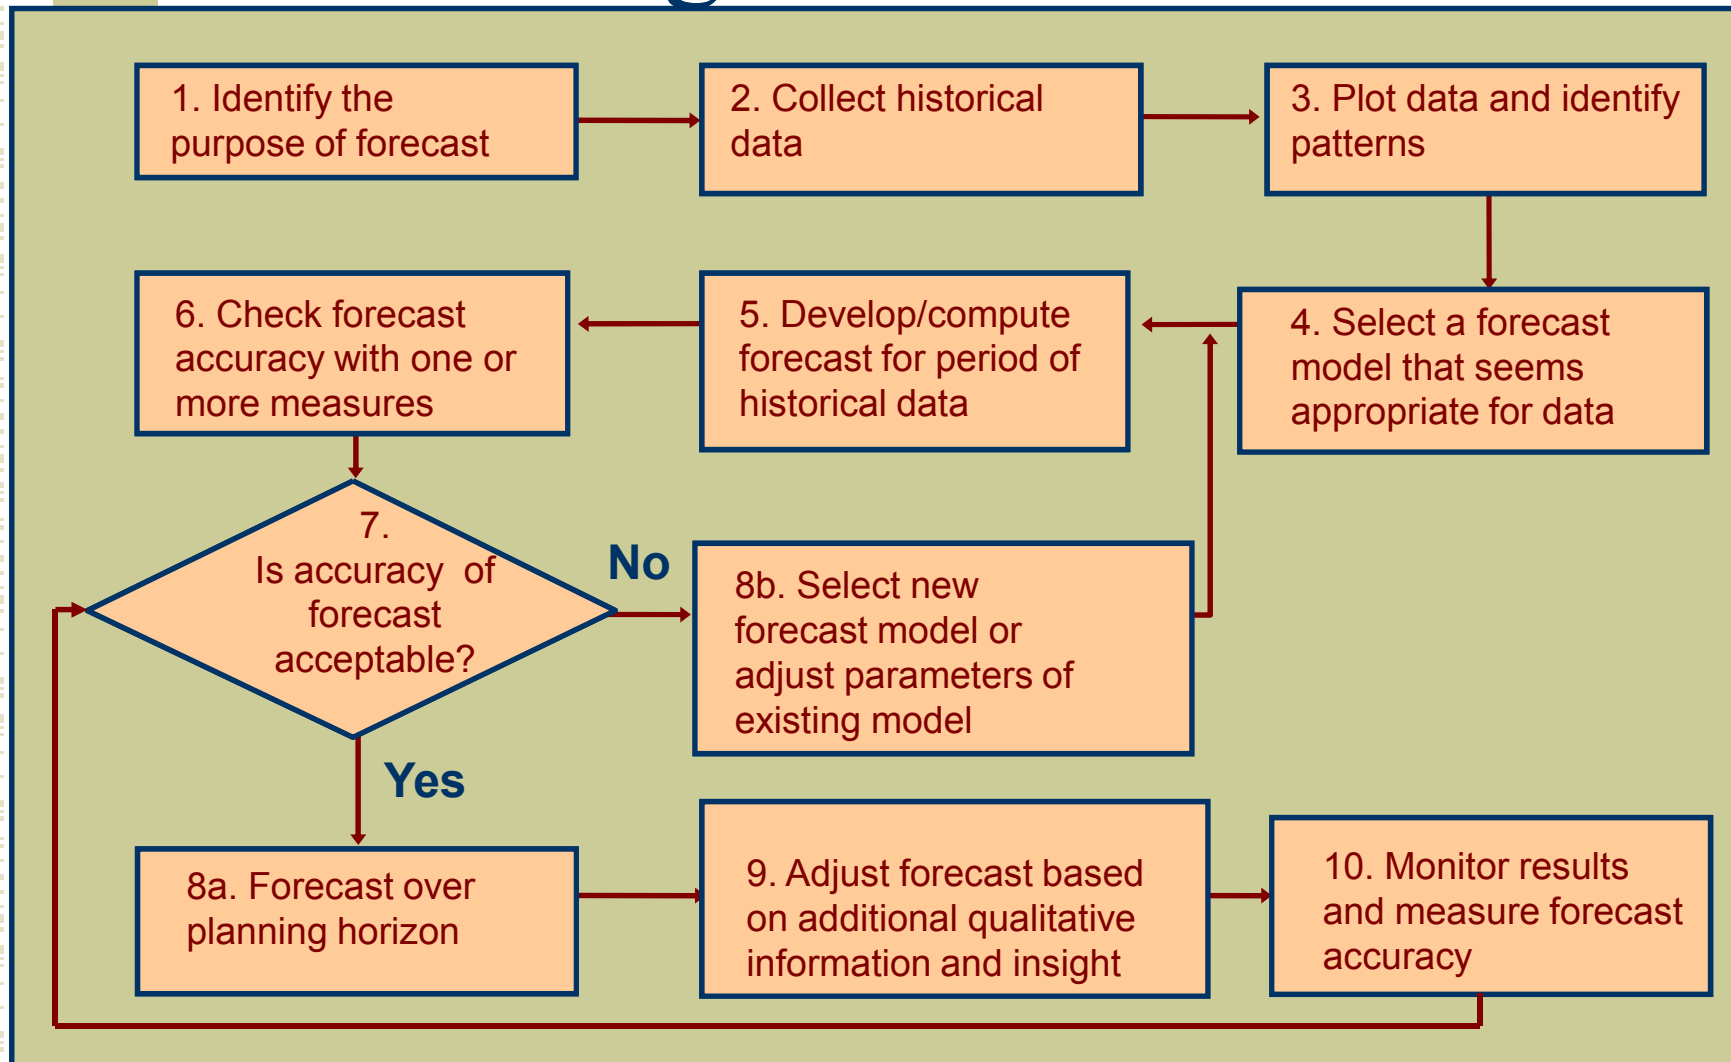 1. Identify the
purpose of forecast
2. Collect historical
data
3. Plot data and identify
patterns
4. Select a forecast
model that seems
appropriate for data
5. Develop/compute
forecast for period of
historical data
6. Check forecast
accuracy with one or
more measures
7.
Is accuracy of
forecast
acceptable?
No
8b. Select new
forecast model or
adjust parameters of
existing model
Yes
8a. Forecast over
planning horizon
9. Adjust forecast based
on additional qualitative
information and insight
10. Monitor results
and measure forecast
accuracy